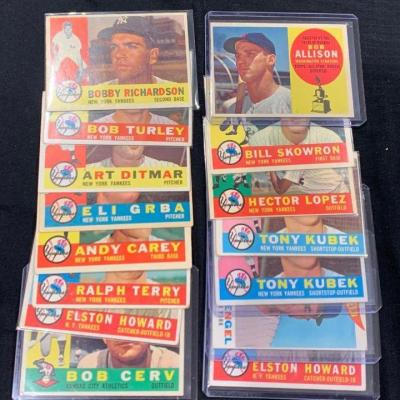 BOBBY RICHARDSON
NEW YORK YANKEES SECOND BASE
BOB TURLEY
NEW YORK YANKEES PITCHER
ART DITMAR
NEW YORK YANKEES PITCHER
ELI GRBA
NEW YORK YANKEES PITCHER
ANDY CAREY
NEW YORK YANKEES THIRD BASE
RALPH TERRY
NEW YORK YANKEES PITCHER
ELSTON HOWARD
N. Y. YANKEES CATCHER-OUTFIELD-1B
BOB CERV
KANSAS CITY ATHLETICS OUTFIELD
BOB
ALLISON
WASHINGTON SENATORS
OUTFIELD
BILL SKOWRON
NEW YORK YANKEES FIRST BASE
HECTOR LOPEZ
NEW YORK YANKEES OUTFIELD
TONY KUBEK
NEW YORK YANKEES SHORTSTOP-OUTFIELD
TONY KUBEK
NEW YORK YANKEES SHORTSTOP-OUTFIELD
ENGEL
ELSTON HOWARD
N. Y. YANKEES CATCHER-OUTFIELD-1B